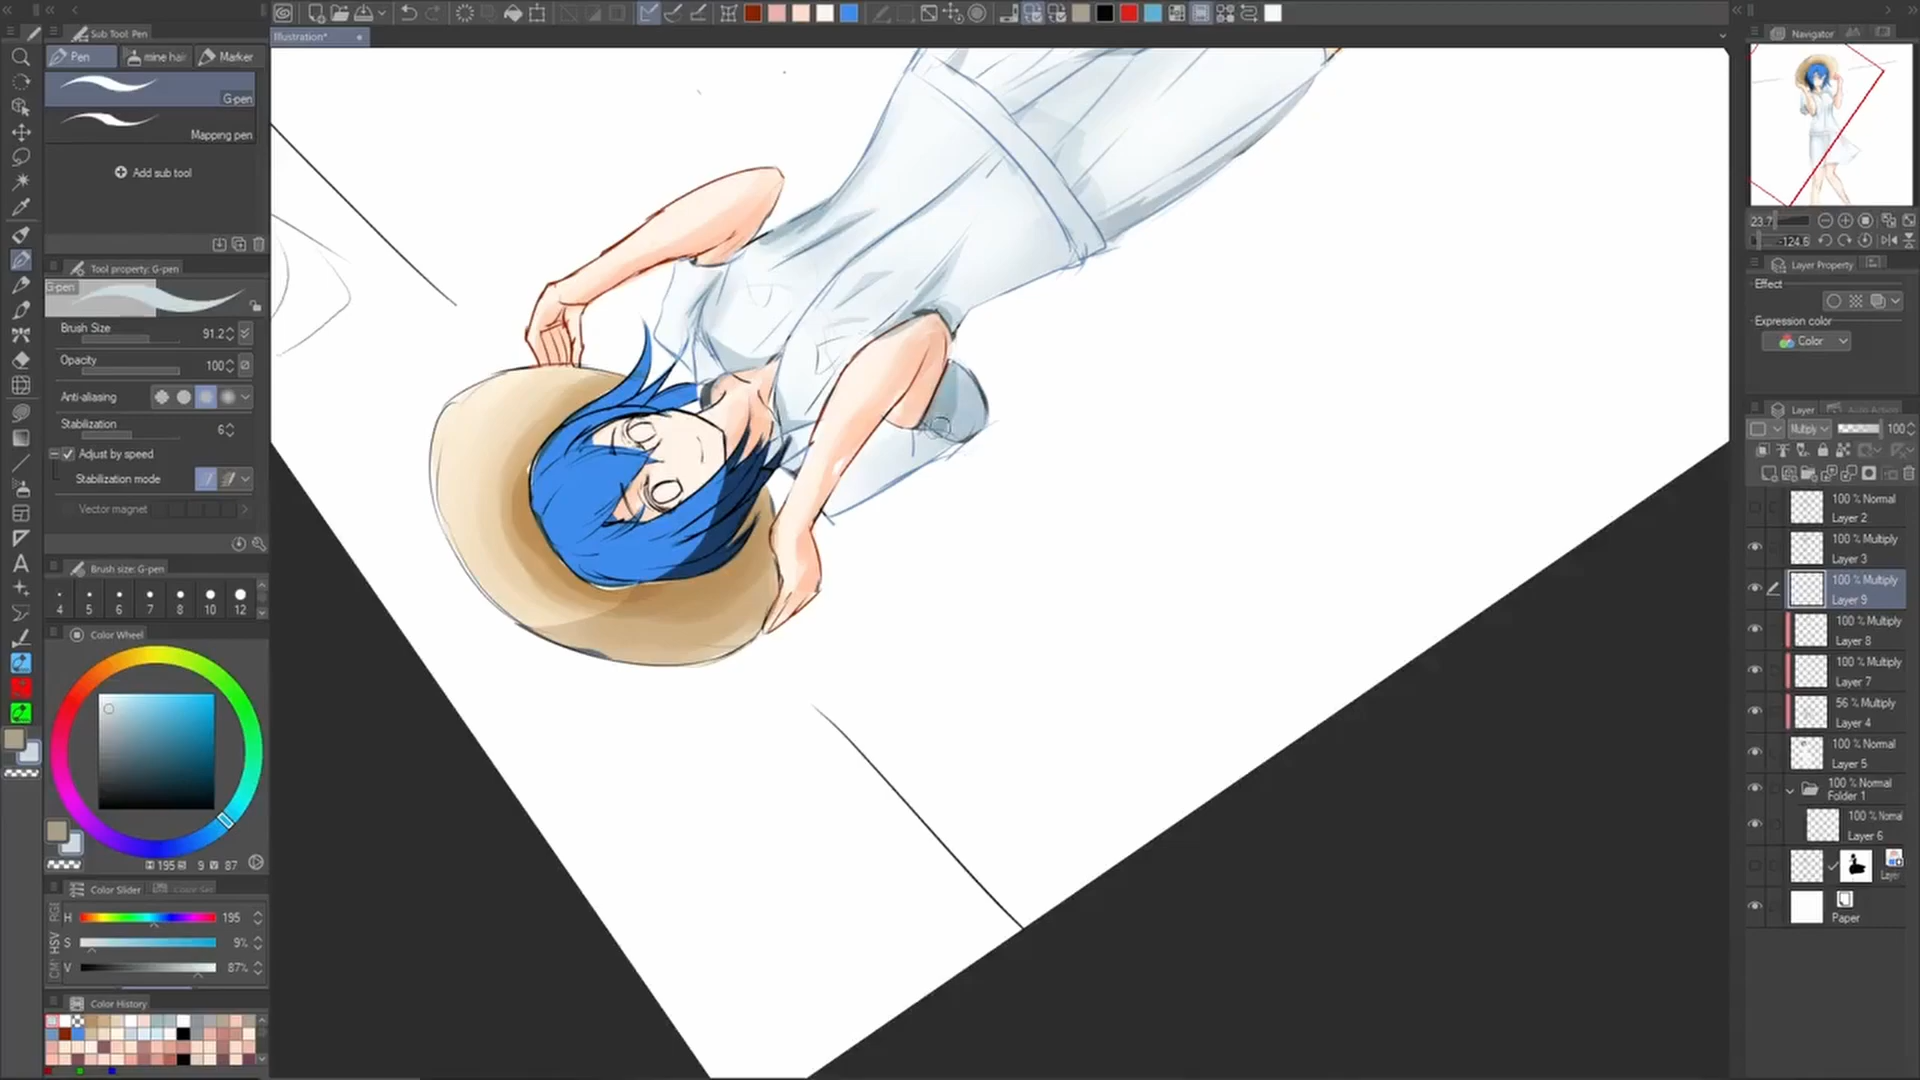 Sub Tool: Pen
Pen
mine hair
Marker
G-pen
Mapping pen
Add sub tool
Tool property: G-pen
G-pen
Brush Size 91.2
Opacity 100
Anti-aliasing
Stabilization 6
Adjust by speed
Stabilization mode
Vector magnet
Brush size: G-pen
4 5 6 7 8 10 12
Color Wheel
195 9 87
Color Slider
H 195
S 9%
V 87%
HSV
Color History
Illustration*
Navigator
23.7
-124.6
Layer Property
Effect
Expression color
Color
Layer
Auto Action
Multiply 100
100 % Normal
Layer 2
100 % Multiply
Layer 3
100 % Multiply
Layer 9
100 % Multiply
Layer 8
100 % Multiply
Layer 7
56 % Multiply
Layer 4
100 % Normal
Layer 5
100 % Normal
Folder 1
100 % Normal
Layer 6
Paper